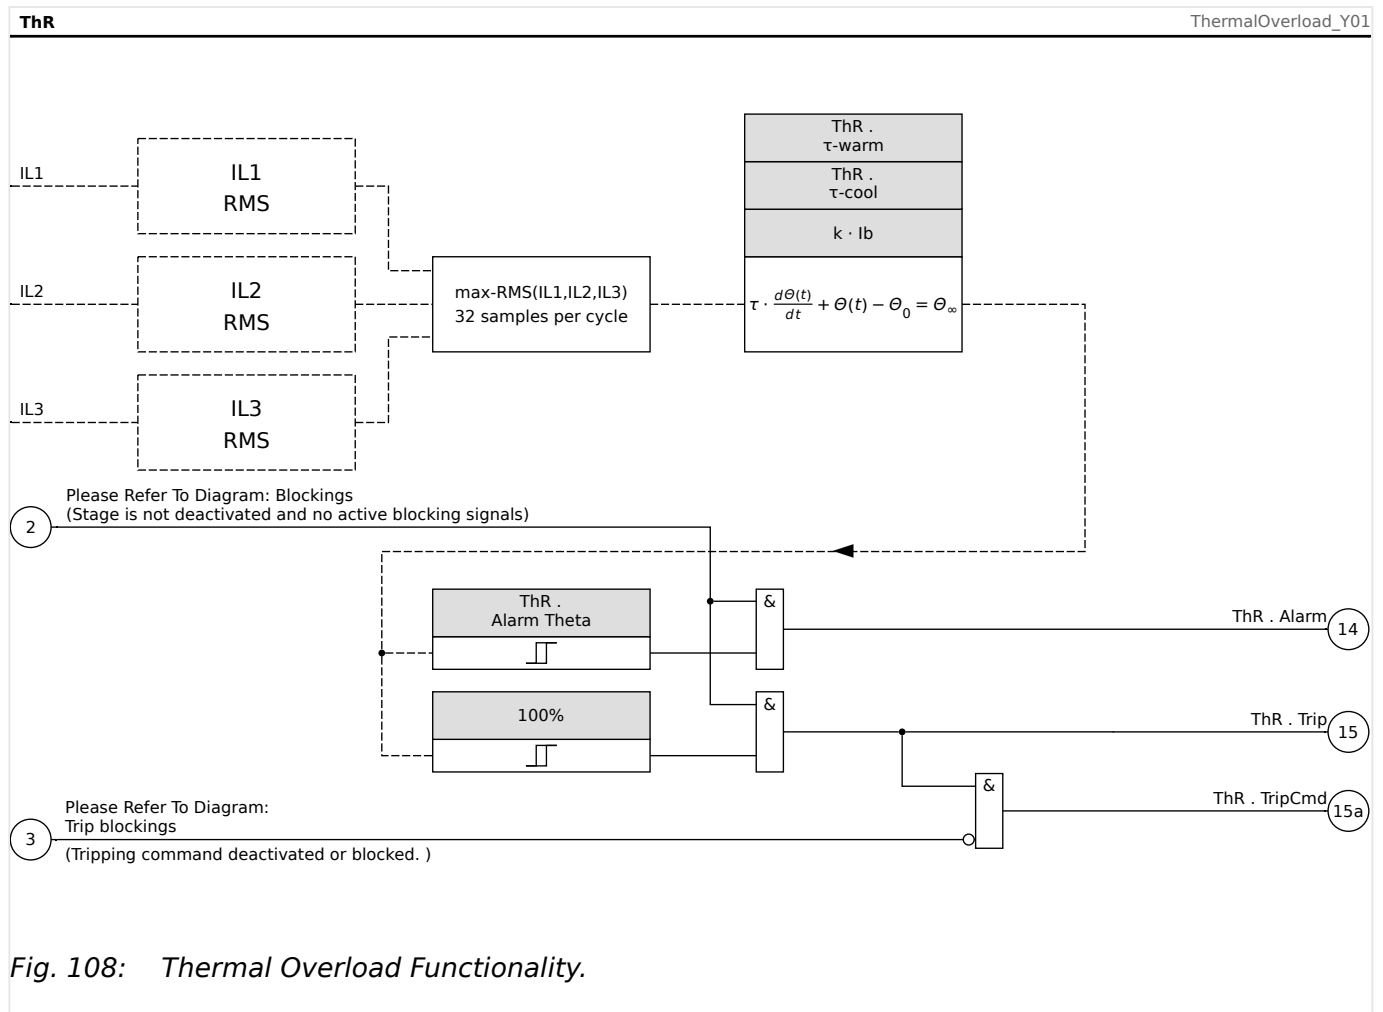 ThR
ThermalOverload_Y01
ThR .
τ-warm
ThR .
τ-cool
k · Ib
τ · dΘ(t)/dt + Θ(t) − Θ₀ = Θ∞
IL1
IL1
RMS
IL2
IL2
RMS
max-RMS(IL1,IL2,IL3)
32 samples per cycle
IL3
IL3
RMS
Please Refer To Diagram: Blockings
(Stage is not deactivated and no active blocking signals)
2
ThR .
Alarm Theta
&
ThR . Alarm
14
100%
&
ThR . Trip
15
Please Refer To Diagram:
Trip blockings
3
(Tripping command deactivated or blocked. )
&
ThR . TripCmd
15a
Fig. 108: Thermal Overload Functionality.